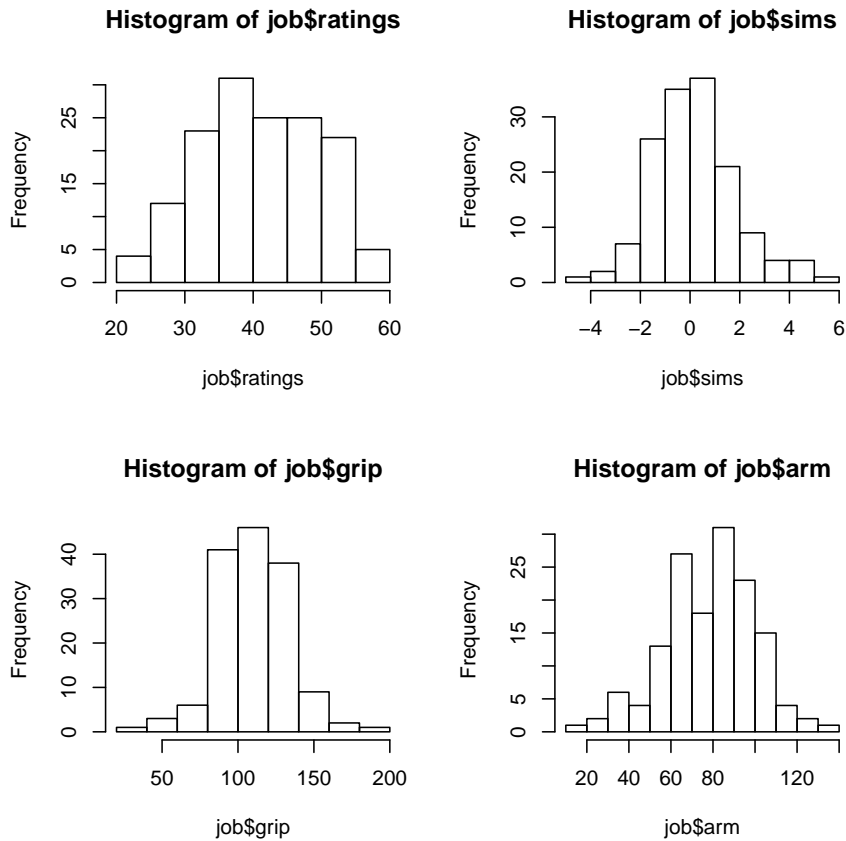 Histogram of job$ratings
Frequency
0 5 15 25
20 30 40 50 60
job$ratings
Histogram of job$sims
Frequency
0 10 20 30
−4 −2 0 2 4 6
job$sims
Histogram of job$grip
Frequency
0 10 20 30 40
50 100 150 200
job$grip
Histogram of job$arm
Frequency
0 5 15 25
20 40 60 80 120
job$arm